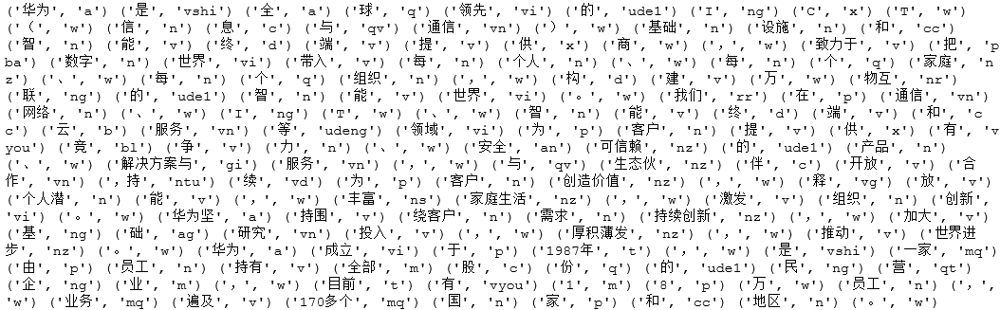 ('华为', 'a') ('是', 'vshi') ('全', 'a') ('球', 'q') ('领先', 'vi') ('的', 'ude1') ('I', 'ng') ('C', 'x') ('T', 'w')
('（', 'w') ('信', 'n') ('息', 'c') ('与', 'qv') ('通信', 'vn') ('）', 'w') ('基础', 'n') ('设施', 'n') ('和', 'cc')
('智', 'n') ('能', 'v') ('终', 'd') ('端', 'v') ('提', 'v') ('供', 'x') ('商', 'w') ('，', 'w') ('致力于', 'v') ('把', 'p
ba') ('数字', 'n') ('世界', 'vi') ('带入', 'v') ('每', 'n') ('个人', 'n') ('、', 'w') ('每', 'n') ('个', 'q') ('家庭', 'n
z') ('、', 'w') ('每', 'n') ('个', 'q') ('组织', 'n') ('，', 'w') ('构', 'd') ('建', 'v') ('万', 'w') ('物互', 'nr')
('联', 'ng') ('的', 'ude1') ('智', 'n') ('能', 'v') ('世界', 'vi') ('。', 'w') ('我们', 'rr') ('在', 'p') ('通信', 'vn')
('网络', 'n') ('、', 'w') ('I', 'ng') ('T', 'w') ('、', 'w') ('智', 'n') ('能', 'v') ('终', 'd') ('端', 'v') ('和', 'c
c') ('云', 'b') ('服务', 'vn') ('等', 'udeng') ('领域', 'vi') ('为', 'p') ('客户', 'n') ('提', 'v') ('供', 'x') ('有', 'v
you') ('竞', 'bl') ('争', 'v') ('力', 'n') ('、', 'w') ('安全', 'an') ('可信赖', 'nz') ('的', 'ude1') ('产品', 'n')
('、', 'w') ('解决方案与', 'gi') ('服务', 'vn') ('，', 'w') ('与', 'qv') ('生态伙', 'nz') ('伴', 'c') ('开放', 'v') ('合
作', 'vn') ('，持', 'ntu') ('续', 'vd') ('为', 'p') ('客户', 'n') ('创造价值', 'nz') ('，', 'w') ('释', 'vg') ('放', 'v')
('个人潜', 'n') ('能', 'v') ('，', 'w') ('丰富', 'ns') ('家庭生活', 'nz') ('，', 'w') ('激发', 'v') ('组织', 'n') ('创新',
'vi') ('。', 'w') ('华为坚', 'a') ('持围', 'v') ('绕客户', 'n') ('需求', 'n') ('持续创新', 'nz') ('，', 'w') ('加大', 'v')
('基', 'ng') ('础', 'ag') ('研究', 'vn') ('投入', 'v') ('，', 'w') ('厚积薄发', 'nz') ('，', 'w') ('推动', 'v') ('世界进
步', 'nz') ('。', 'w') ('华为', 'a') ('成立', 'vi') ('于', 'p') ('1987年', 't') ('，', 'w') ('是', 'vshi') ('一家', 'mq')
('由', 'p') ('员工', 'n') ('持有', 'v') ('全部', 'm') ('股', 'c') ('份', 'q') ('的', 'ude1') ('民', 'ng') ('营', 'qt')
('企', 'ng') ('业', 'm') ('，', 'w') ('目前', 't') ('有', 'vyou') ('1', 'm') ('8', 'p') ('万', 'w') ('员工', 'n') ('，',
'w') ('业务', 'mq') ('遍及', 'v') ('170多个', 'mq') ('国', 'n') ('家', 'p') ('和', 'cc') ('地区', 'n') ('。', 'w')